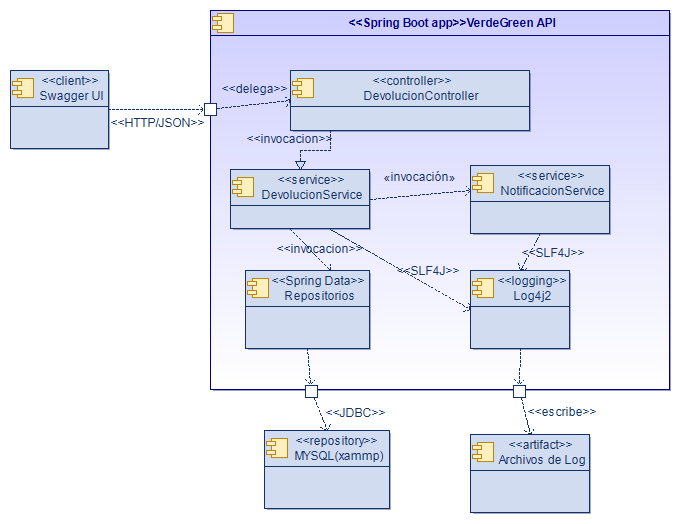 <<Spring Boot app>>VerdeGreen API
<<client>>
Swagger UI
<<HTTP/JSON>>
<<delega>>
<<controller>>
DevolucionController
<<invocacion>>
<<service>>
DevolucionService
«invocación»
<<service>>
NotificacionService
<<invocacion>>
<<SLF4J>>
<<SLF4J>>
<<Spring Data>>
Repositorios
<<logging>>
Log4j2
<<JDBC>>
<<escribe>>
<<repository>>
MYSQL(xammp)
<<artifact>>
Archivos de Log